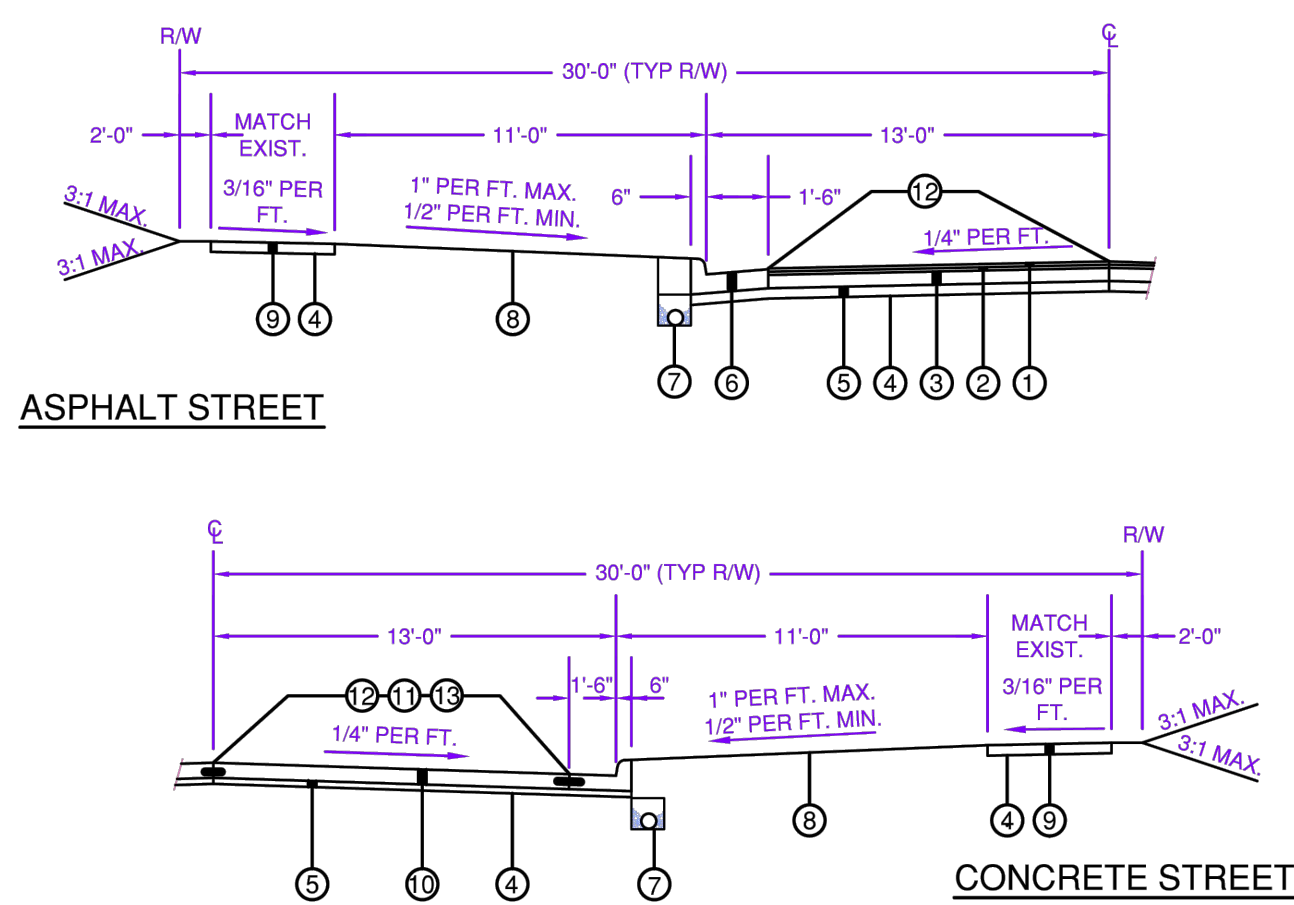 R/W
℄
30'-0" (TYP R/W)
2'-0"
MATCH
EXIST.
11'-0"
13'-0"
3/16" PER
FT.
1" PER FT. MAX.
1/2" PER FT. MIN.
6"
1'-6"
12
3:1 MAX.
3:1 MAX.
1/4" PER FT.
9
4
8
7
6
5
4
3
2
1
ASPHALT STREET
℄
R/W
30'-0" (TYP R/W)
13'-0"
11'-0"
MATCH
EXIST.
2'-0"
1'-6"
6"
12
11
13
1" PER FT. MAX.
1/2" PER FT. MIN.
3/16" PER
FT.
3:1 MAX.
3:1 MAX.
1/4" PER FT.
8
4
9
5
10
4
7
CONCRETE STREET